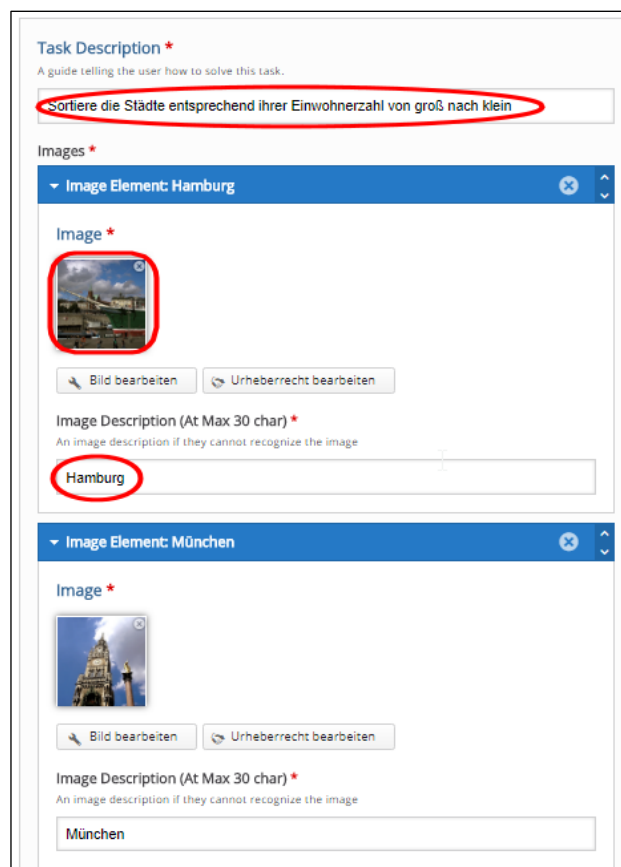 Task Description *
A guide telling the user how to solve this task.
Sortiere die Städte entsprechend ihrer Einwohnerzahl von groß nach klein
Images *
Image Element: Hamburg
Image *
Bild bearbeiten
Urheberrecht bearbeiten
Image Description (At Max 30 char) *
An image description if they cannot recognize the image
Hamburg
Image Element: München
Image *
Bild bearbeiten
Urheberrecht bearbeiten
Image Description (At Max 30 char) *
An image description if they cannot recognize the image
München